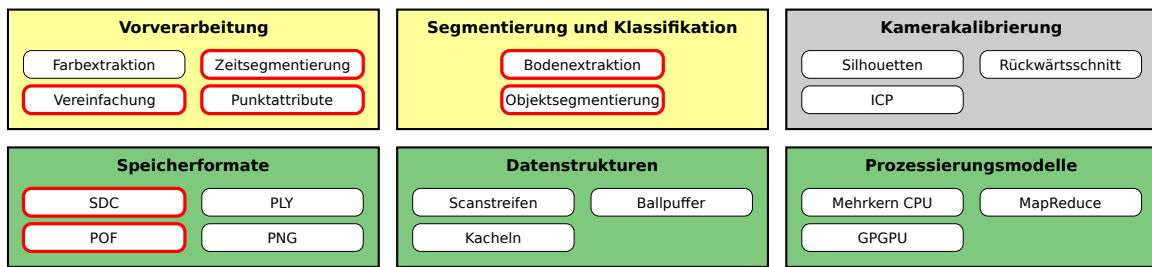 Vorverarbeitung
Farbextraktion
Zeitsegmentierung
Vereinfachung
Punktattribute
Segmentierung und Klassifikation
Bodenextraktion
Objektsegmentierung
Kamerakalibrierung
Silhouetten
Rückwärtsschnitt
ICP
Speicherformate
SDC
PLY
POF
PNG
Datenstrukturen
Scanstreifen
Ballpuffer
Kacheln
Prozessierungsmodelle
Mehrkern CPU
MapReduce
GPGPU